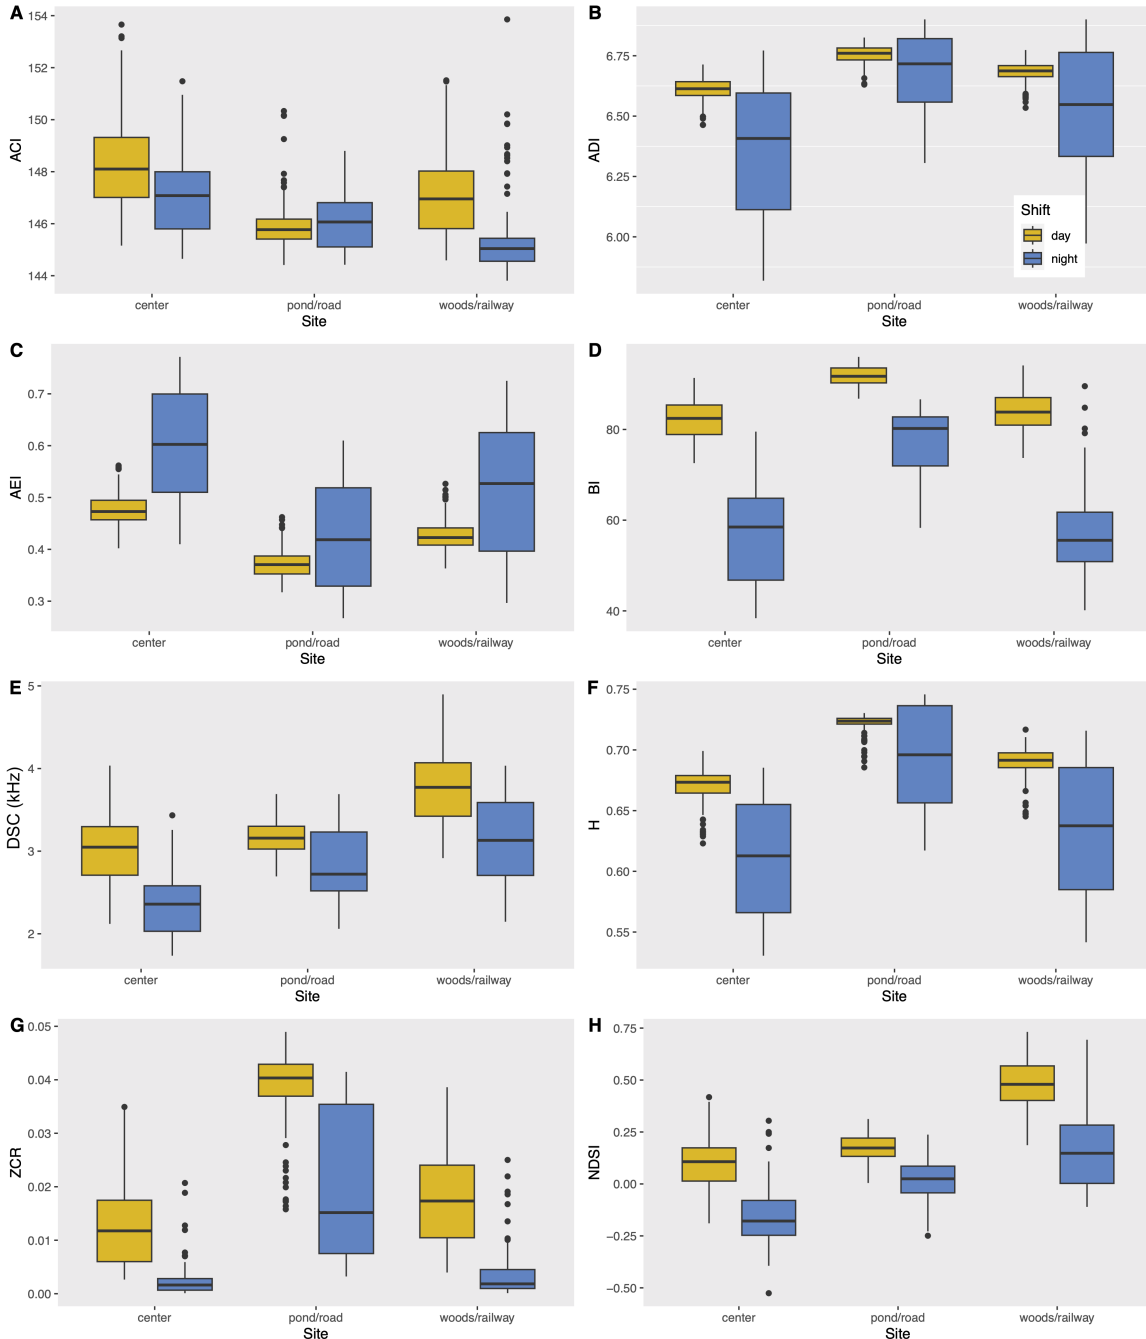 A
154
152
150
148
146
144
ACI
center
pond/road
woods/railway
Site
B
6.75
6.50
6.25
6.00
ADI
Shift
day
night
center
pond/road
woods/railway
Site
C
0.7
0.6
0.5
0.4
0.3
AEI
center
pond/road
woods/railway
Site
D
80
60
40
BI
center
pond/road
woods/railway
Site
E
5
4
3
2
DSC (kHz)
center
pond/road
woods/railway
Site
F
0.75
0.70
0.65
0.60
0.55
H
center
pond/road
woods/railway
Site
G
0.05
0.04
0.03
0.02
0.01
0.00
ZCR
center
pond/road
woods/railway
Site
H
0.75
0.50
0.25
0.00
−0.25
−0.50
NDSI
center
pond/road
woods/railway
Site